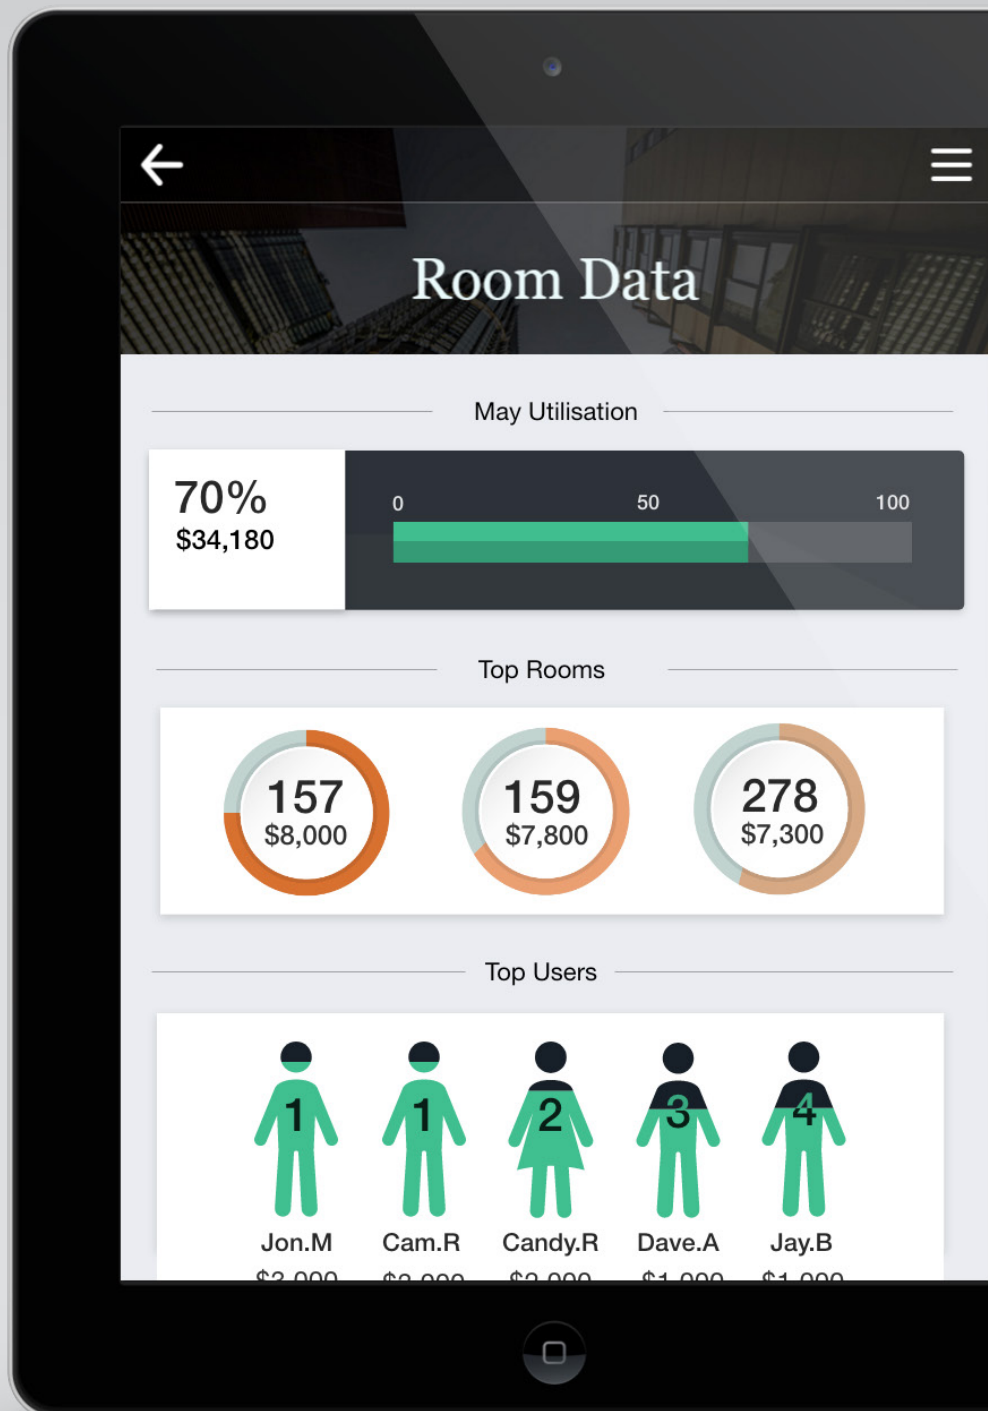 Room Data
May Utilisation
70%
$34,180
0 50 100
Top Rooms
157 159 278
$8,000 $7,800 $7,300
Top Users
1 1 2 3 4
Jon.M Cam.R Candy.R Dave.A Jay.B